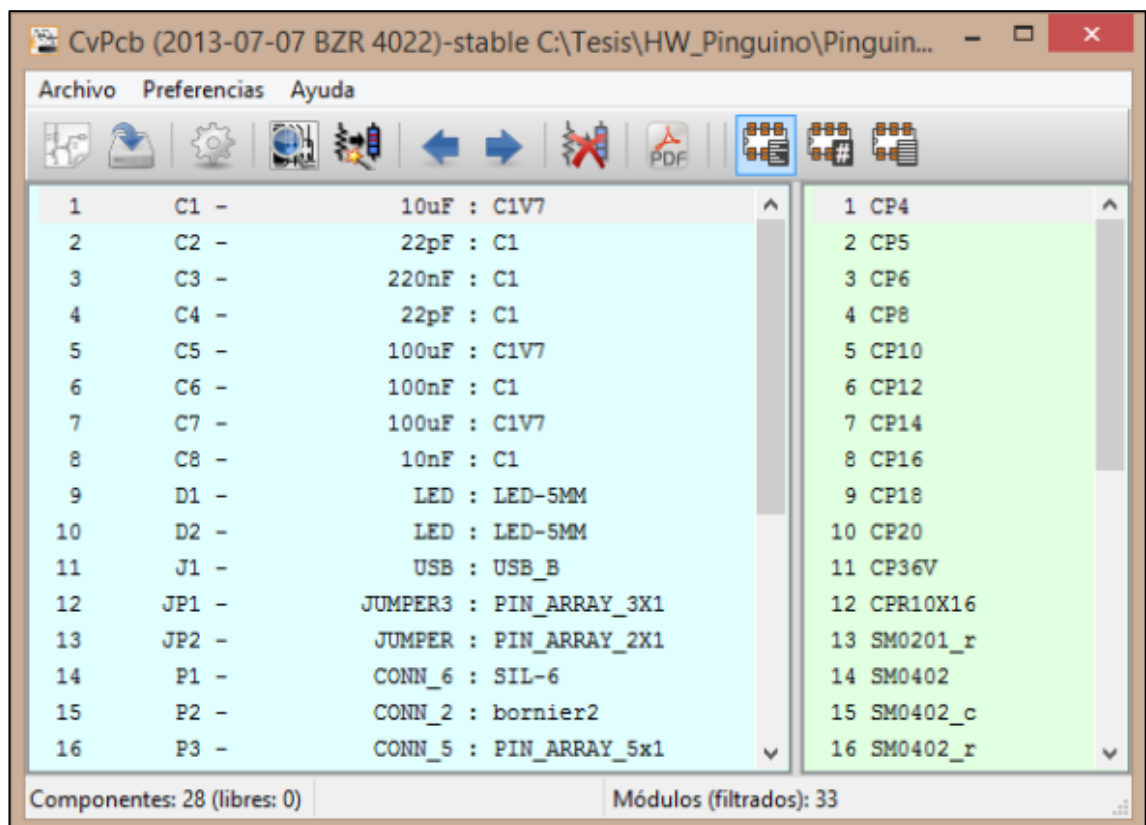 CvPcb (2013-07-07 BZR 4022)-stable C:\Tesis\HW_Pinguino\Pinguin...
Archivo Preferencias Ayuda
PDF #
1 C1 - 10uF : C1V7
2 C2 - 22pF : C1
3 C3 - 220nF : C1
4 C4 - 22pF : C1
5 C5 - 100uF : C1V7
6 C6 - 100nF : C1
7 C7 - 100uF : C1V7
8 C8 - 10nF : C1
9 D1 - LED : LED-5MM
10 D2 - LED : LED-5MM
11 J1 - USB : USB_B
12 JP1 - JUMPER3 : PIN_ARRAY_3X1
13 JP2 - JUMPER : PIN_ARRAY_2X1
14 P1 - CONN_6 : SIL-6
15 P2 - CONN_2 : bornier2
16 P3 - CONN_5 : PIN_ARRAY_5x1
1 CP4
2 CP5
3 CP6
4 CP8
5 CP10
6 CP12
7 CP14
8 CP16
9 CP18
10 CP20
11 CP36V
12 CPR10X16
13 SM0201_r
14 SM0402
15 SM0402_c
16 SM0402_r
Componentes: 28 (libres: 0) Módulos (filtrados): 33